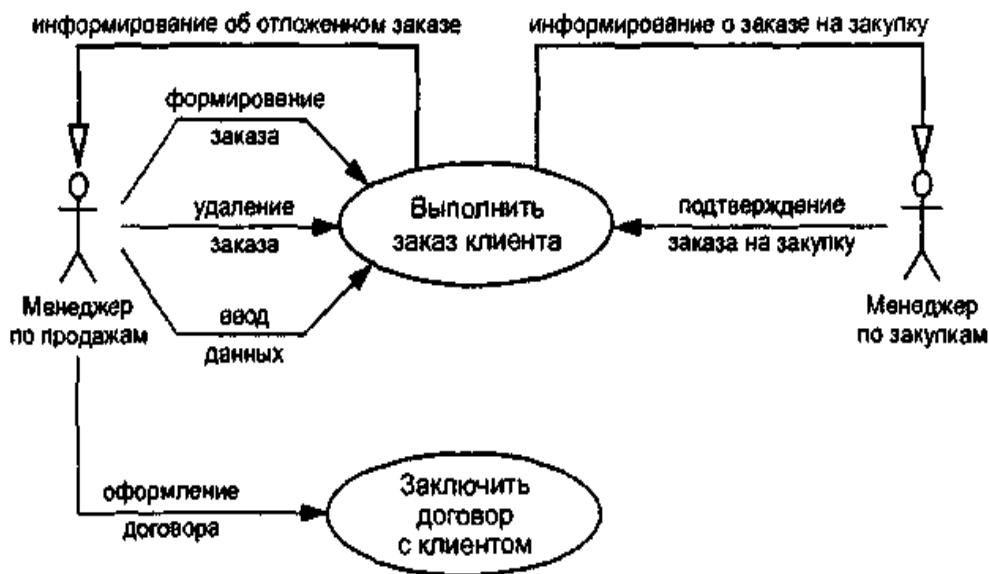 информирование об отложенном заказе
информирование о заказе на закупку
формирование
заказа
удаление
заказа
Выполнить
заказ клиента
подтверждение
заказа на закупку
ввод
данных
Менеджер
по продажам
Менеджер
по закупкам
оформление
договора
Заключить
договор
с клиентом